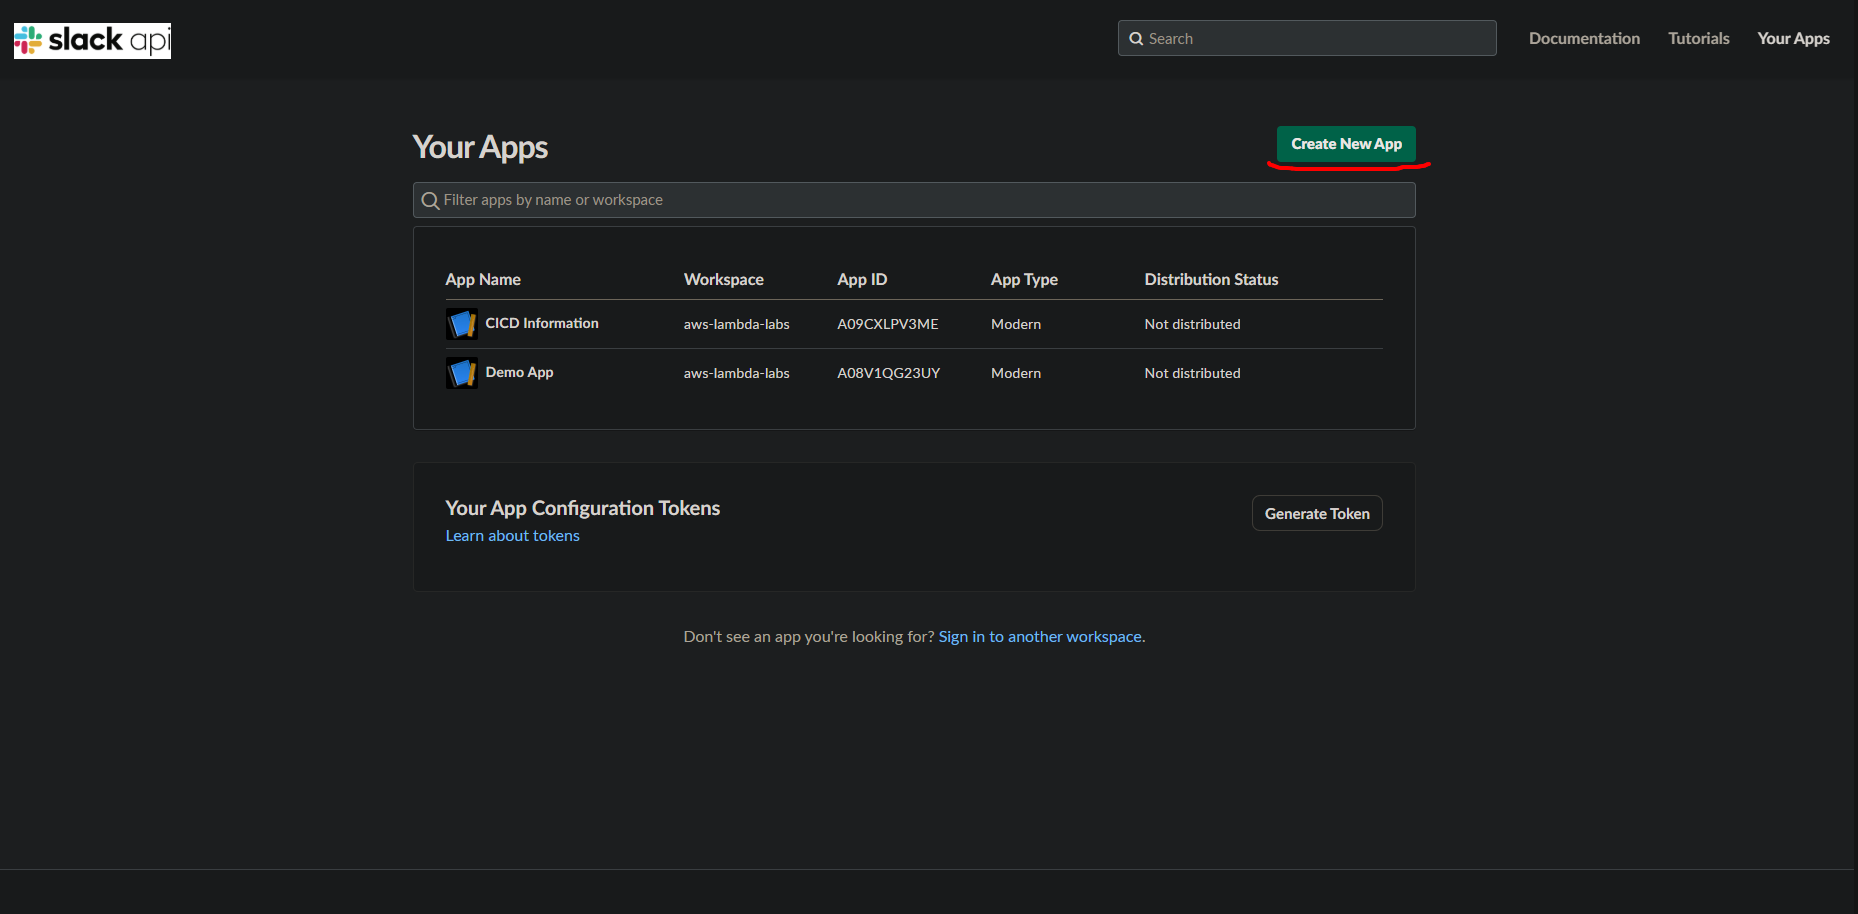 slack api
Search
Documentation Tutorials Your Apps
Your Apps
Create New App
Filter apps by name or workspace
App Name Workspace App ID App Type Distribution Status
CICD Information aws-lambda-labs A09CXLPV3ME Modern Not distributed
Demo App aws-lambda-labs A08V1QG23UY Modern Not distributed
Your App Configuration Tokens
Generate Token
Learn about tokens
Don't see an app you're looking for? Sign in to another workspace.